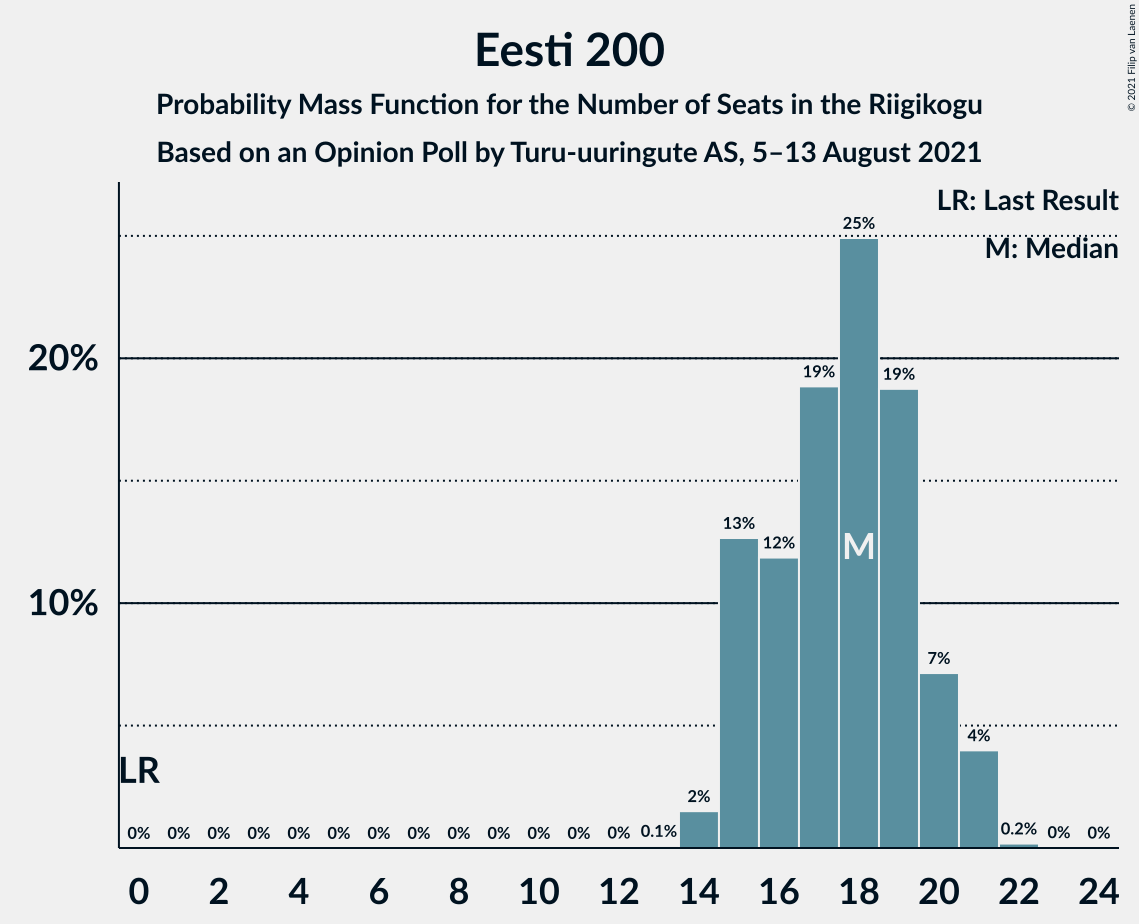 Eesti 200
Probability Mass Function for the Number of Seats in the Riigikogu
Based on an Opinion Poll by Turu-uuringute AS, 5–13 August 2021
© 2021 Filip van Laenen
LR: Last Result
M: Median
25%
20%
19%
19%
13%
12%
M
10%
7%
4%
LR
2%
0% 0% 0% 0% 0% 0% 0% 0% 0% 0% 0% 0% 0% 0.1% 0.2% 0% 0%
0 2 4 6 8 10 12 14 16 18 20 22 24